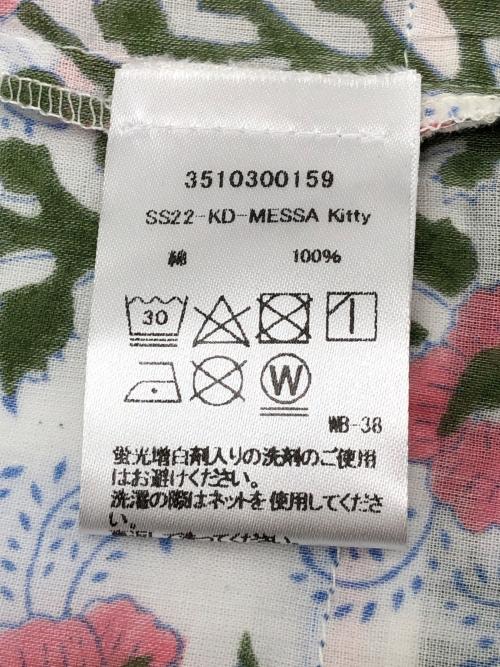 3510300159
SS22-KD-MESSA Kitty
綿 100%
30
W
WB-38
蛍光増白剤入りの洗剤のご使用
はお避けください。
洗濯の際はネットを使用してくださ
い。